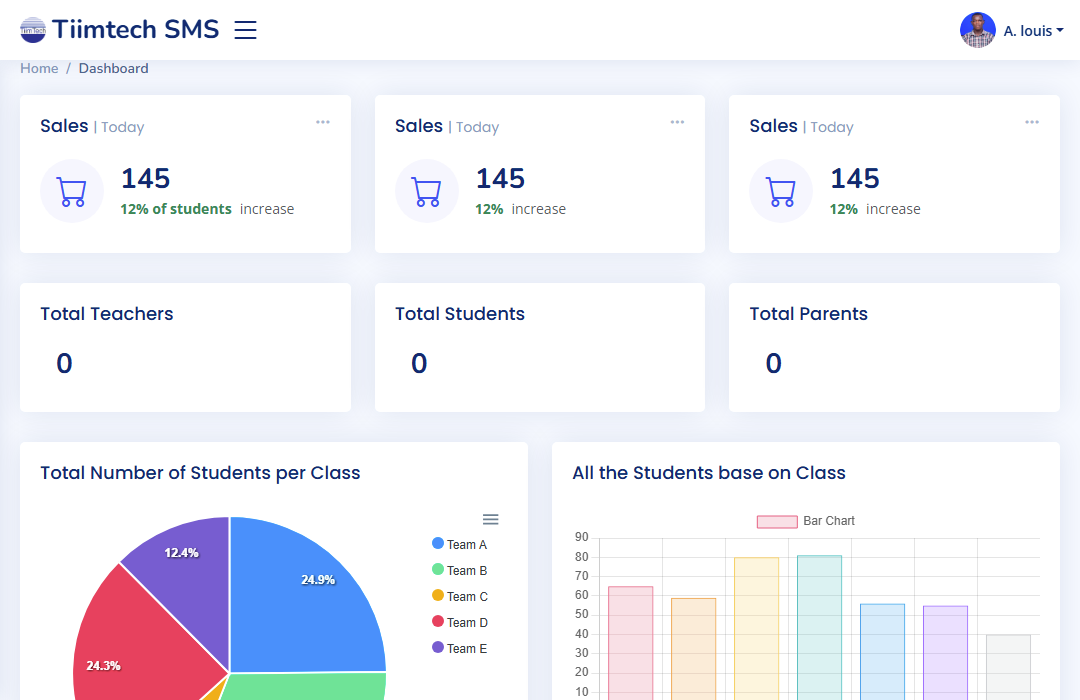 Tiim Tech
Tiimtech SMS
A. louis
Home / Dashboard
Sales | Today
145
12% of students increase
Sales | Today
145
12% increase
Sales | Today
145
12% increase
Total Teachers
0
Total Students
0
Total Parents
0
Total Number of Students per Class
12.4%
24.9%
24.3%
Team A
Team B
Team C
Team D
Team E
All the Students base on Class
Bar Chart
90
80
70
60
50
40
30
20
10